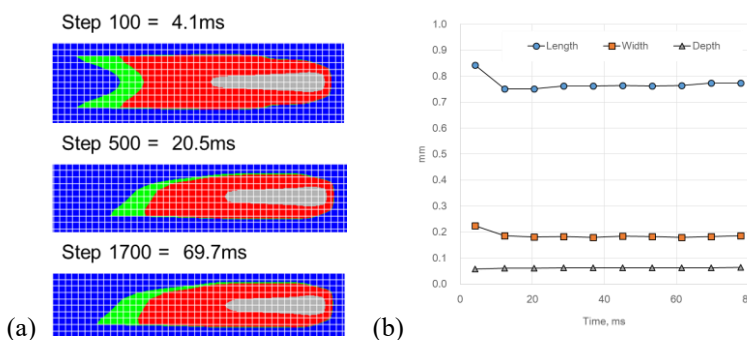 Step 100 = 4.1ms
Step 500 = 20.5ms
Step 1700 = 69.7ms
(a)
1.0
0.9
0.8
0.7
0.6
0.5
0.4
0.3
0.2
0.1
0.0
mm
Length Width Depth
0 20 40 60 8
Time, ms
(b)